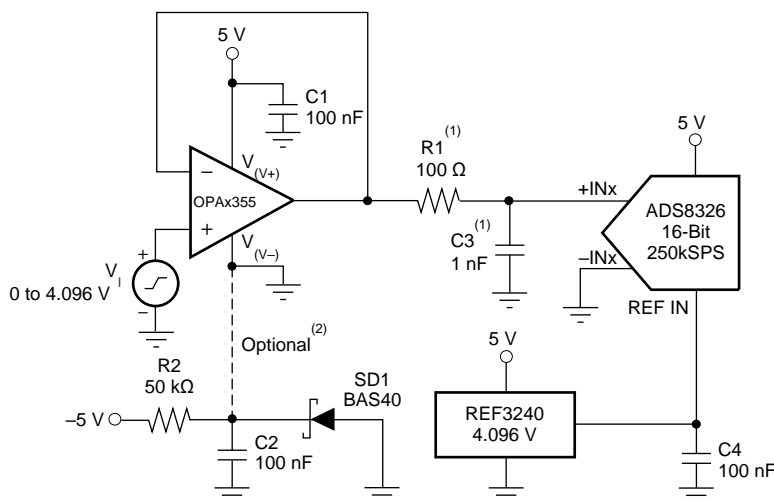 5 V
C1
100 nF
V(V+)
–
OPAx355
+
V(V–)
+
VI
–
0 to 4.096 V
R1(1)
100 Ω
C3(1)
1 nF
5 V
+INx
ADS8326
16-Bit
250kSPS
–INx
REF IN
Optional(2)
R2
50 kΩ
–5 V
SD1
BAS40
C2
100 nF
5 V
REF3240
4.096 V
C4
100 nF